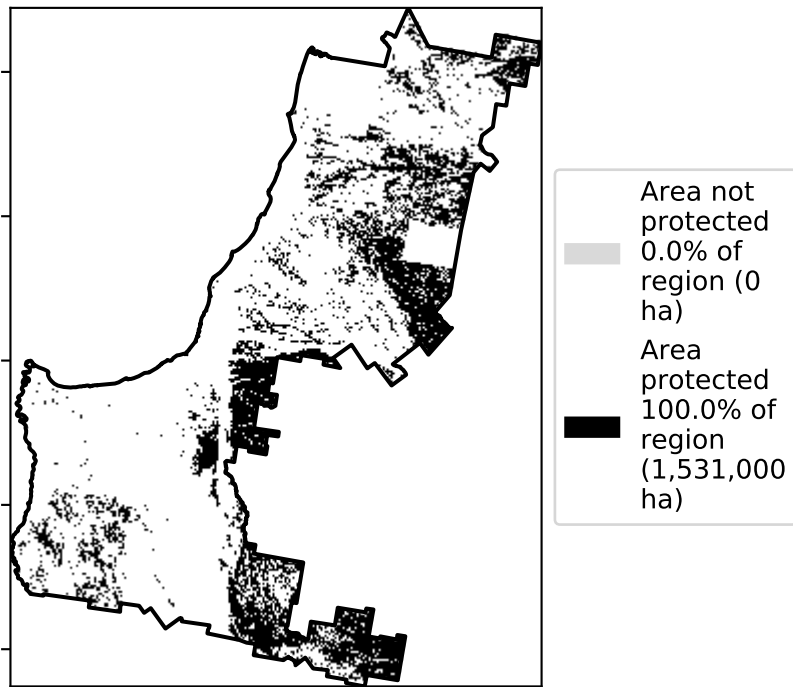 Area not
protected
0.0% of
region (0
ha)
Area
protected
100.0% of
region
(1,531,000
ha)